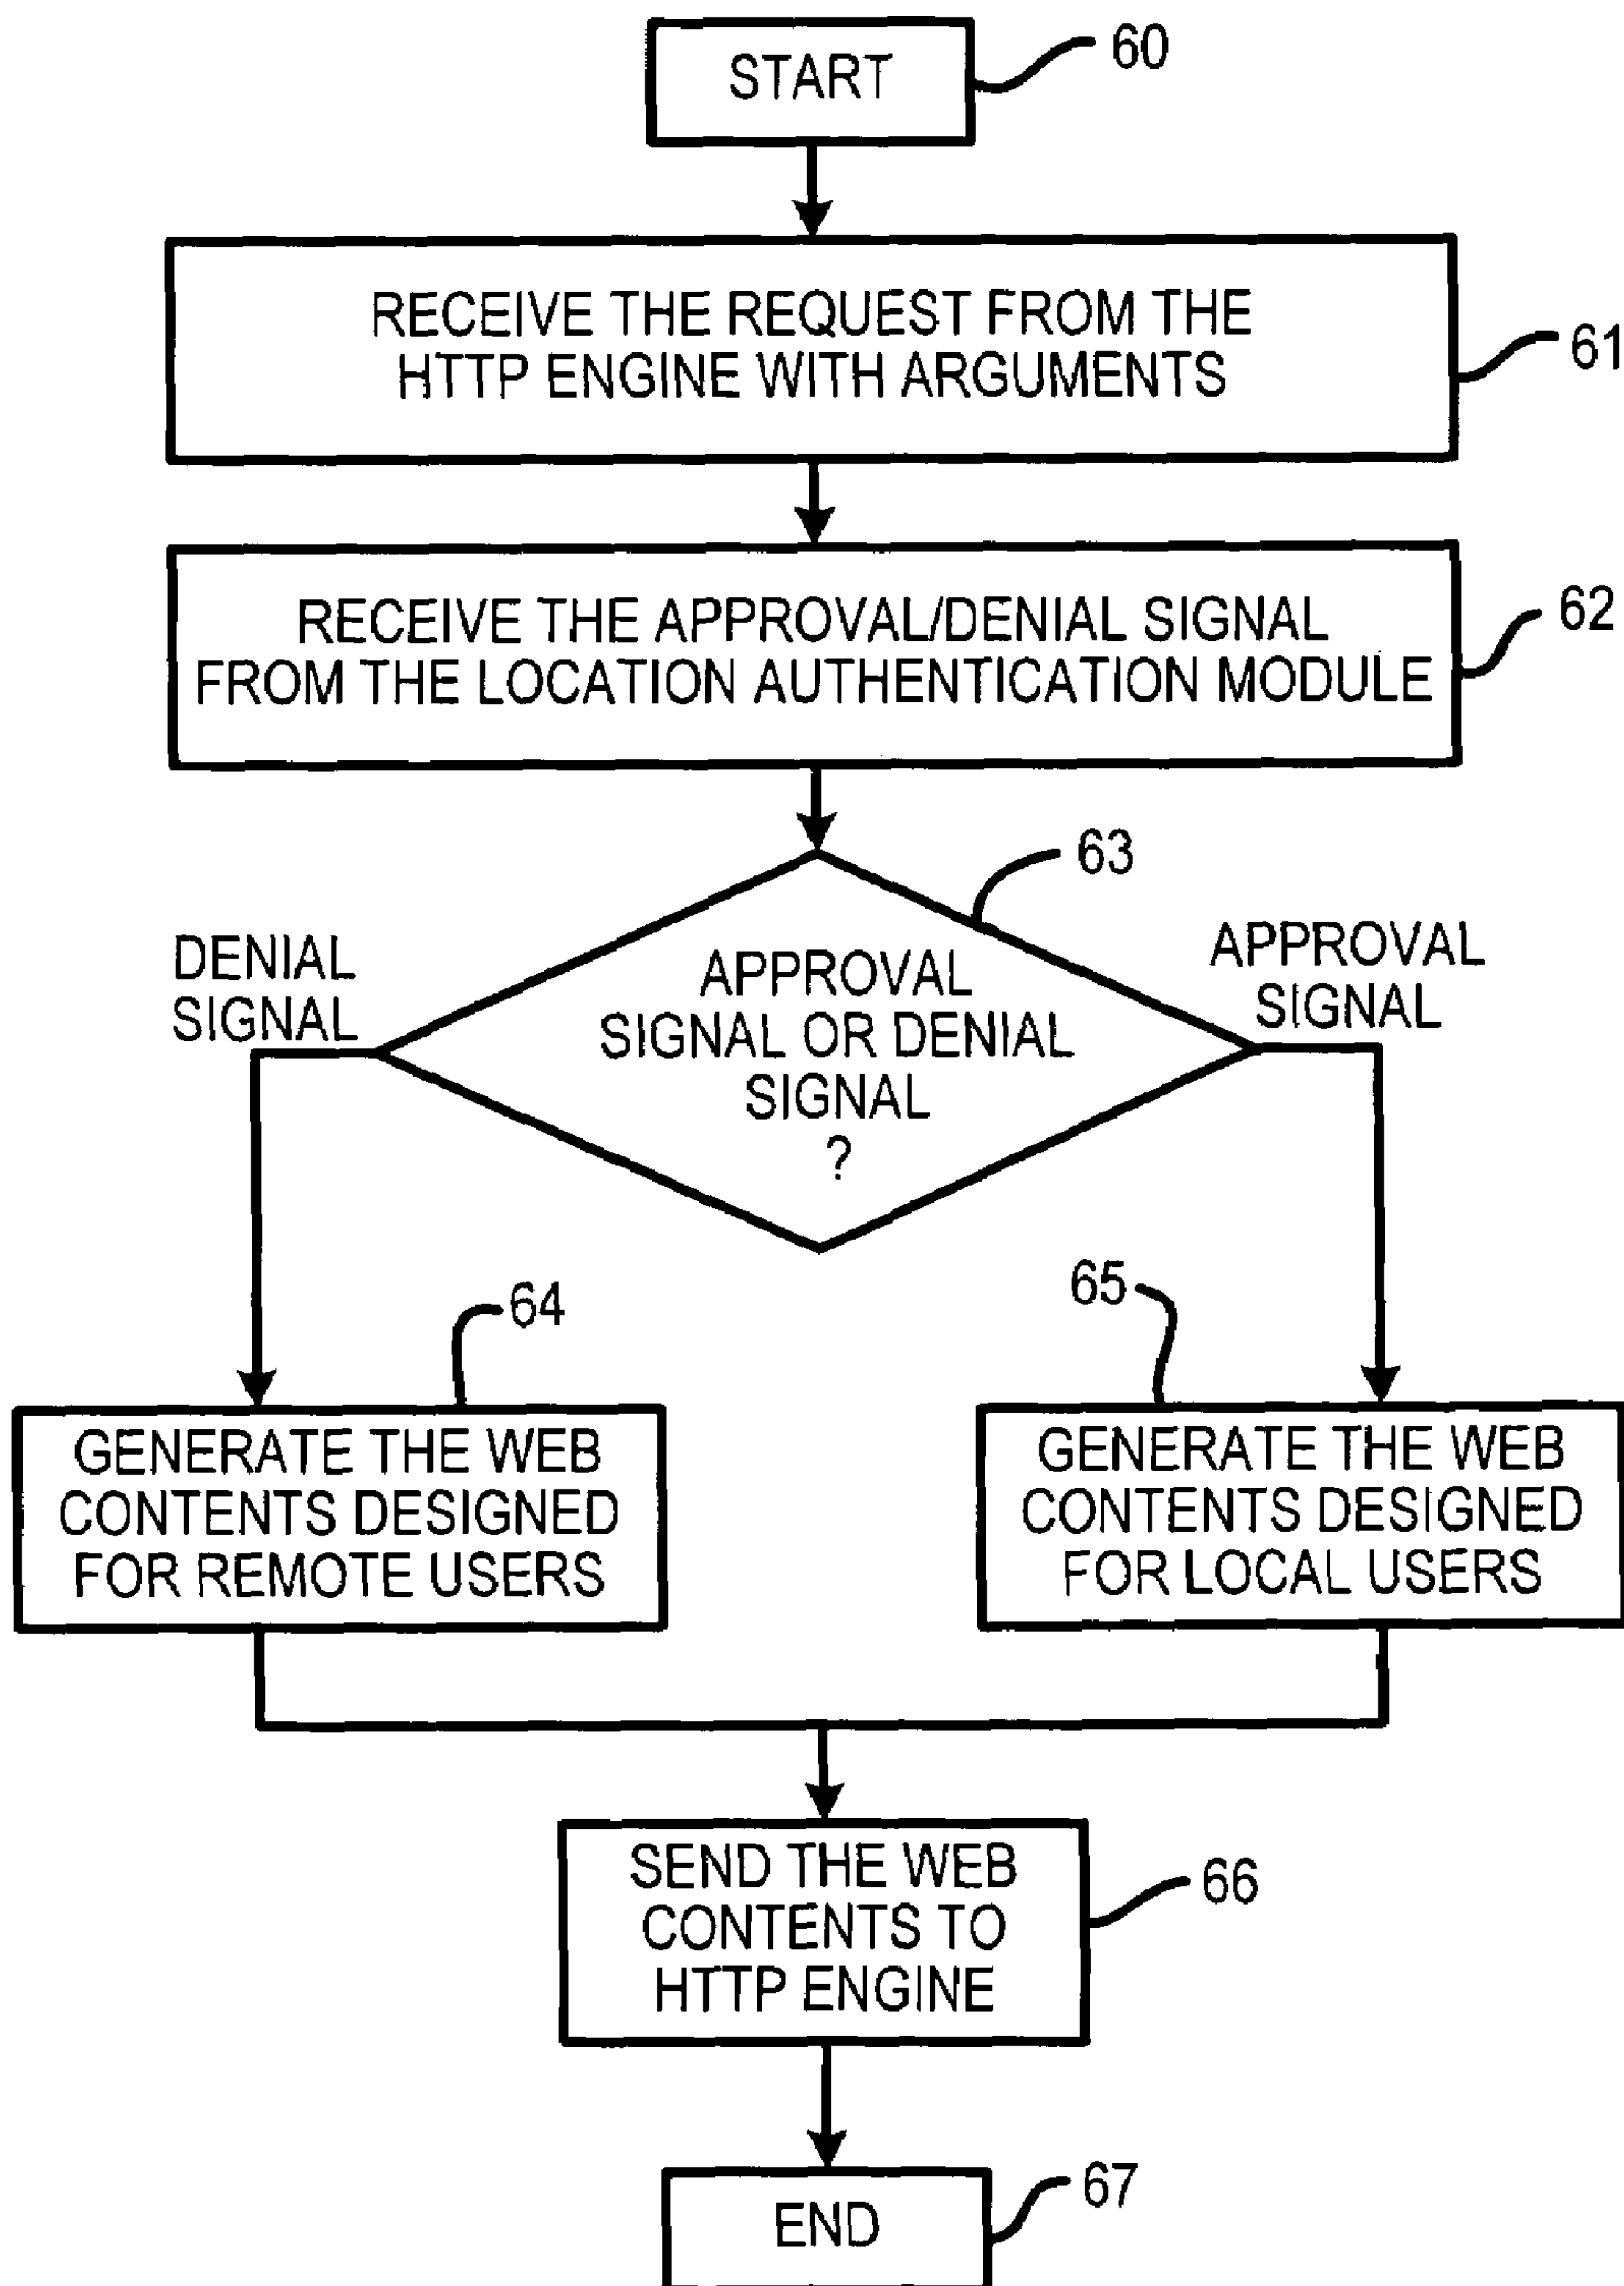 START
60
RECEIVE THE REQUEST FROM THE
HTTP ENGINE WITH ARGUMENTS
61
RECEIVE THE APPROVAL/DENIAL SIGNAL
FROM THE LOCATION AUTHENTICATION MODULE
62
63
DENIAL
SIGNAL
APPROVAL
SIGNAL OR DENIAL
SIGNAL
?
APPROVAL
SIGNAL
64
65
GENERATE THE WEB
CONTENTS DESIGNED
FOR REMOTE USERS
GENERATE THE WEB
CONTENTS DESIGNED
FOR LOCAL USERS
SEND THE WEB
CONTENTS TO
HTTP ENGINE
66
END
67